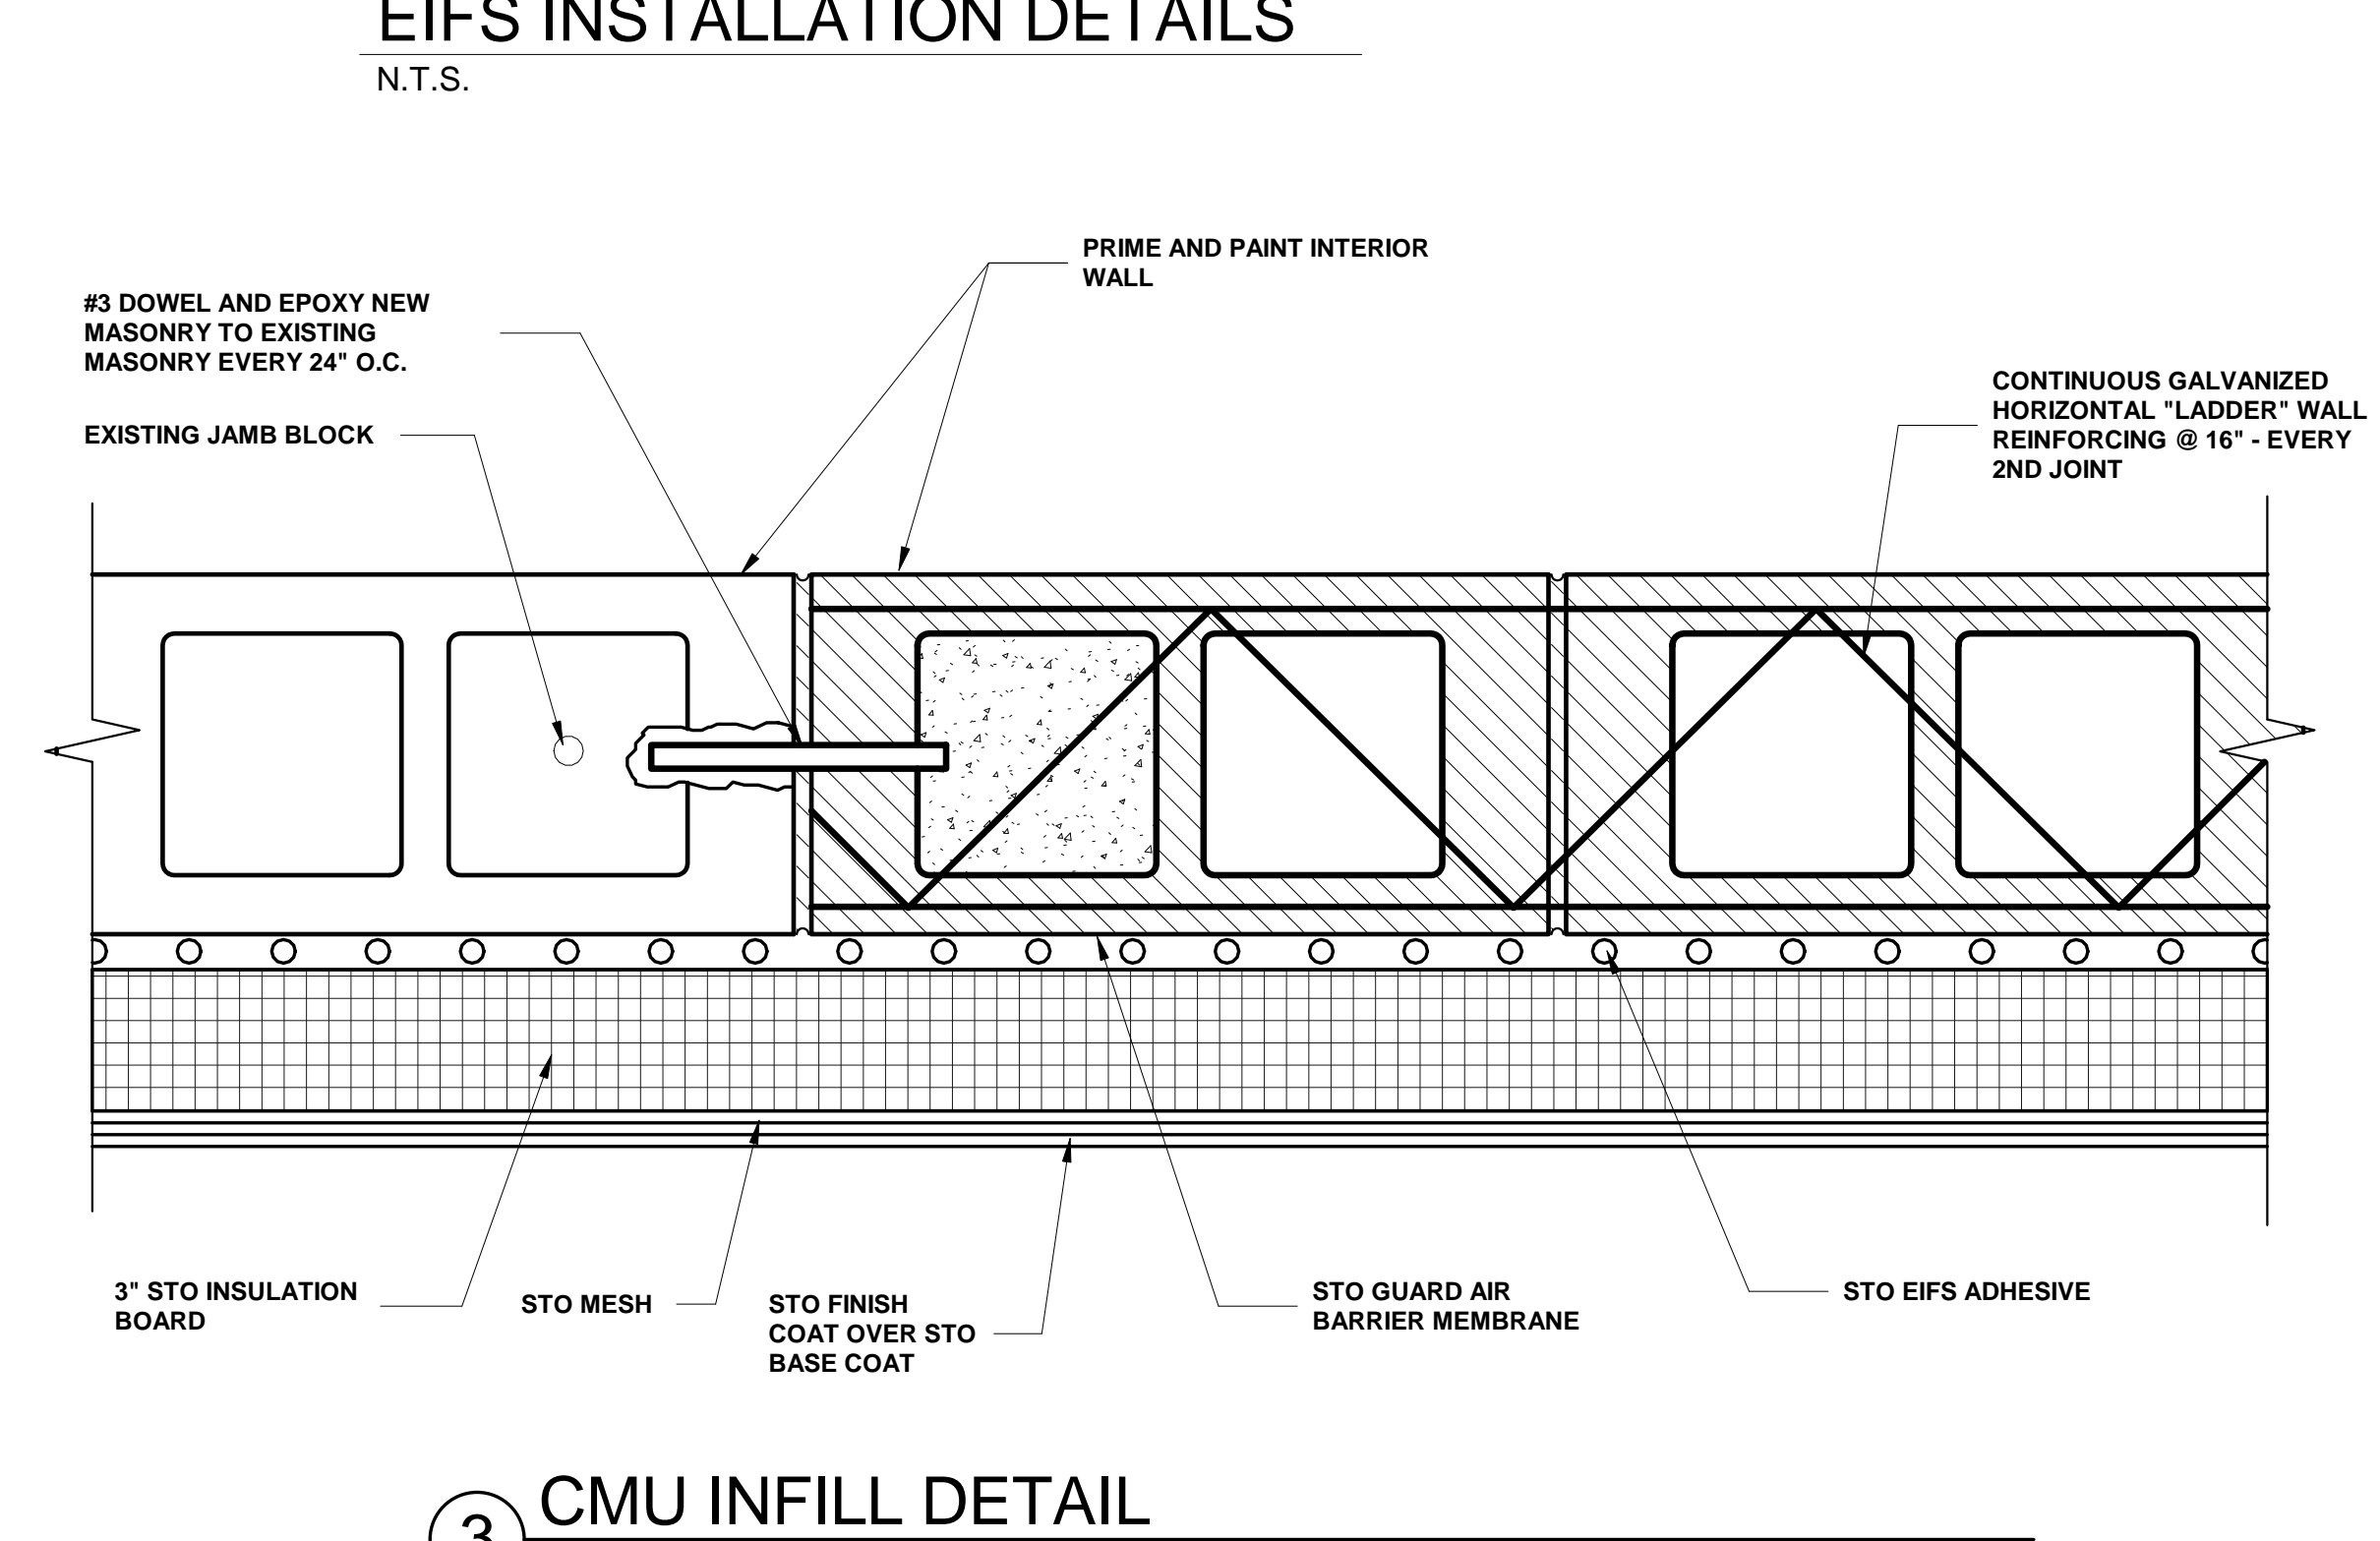 EIFS INSTALLATION DETAILS
N.T.S.
PRIME AND PAINT INTERIOR
WALL
#3 DOWEL AND EPOXY NEW
MASONRY TO EXISTING
MASONRY EVERY 24" O.C.
EXISTING JAMB BLOCK
CONTINUOUS GALVANIZED
HORIZONTAL "LADDER" WALL
REINFORCING @ 16" - EVERY
2ND JOINT
3" STO INSULATION
BOARD
STO MESH
STO FINISH
COAT OVER STO
BASE COAT
STO GUARD AIR
BARRIER MEMBRANE
STO EIFS ADHESIVE
3
CMU INFILL DETAIL